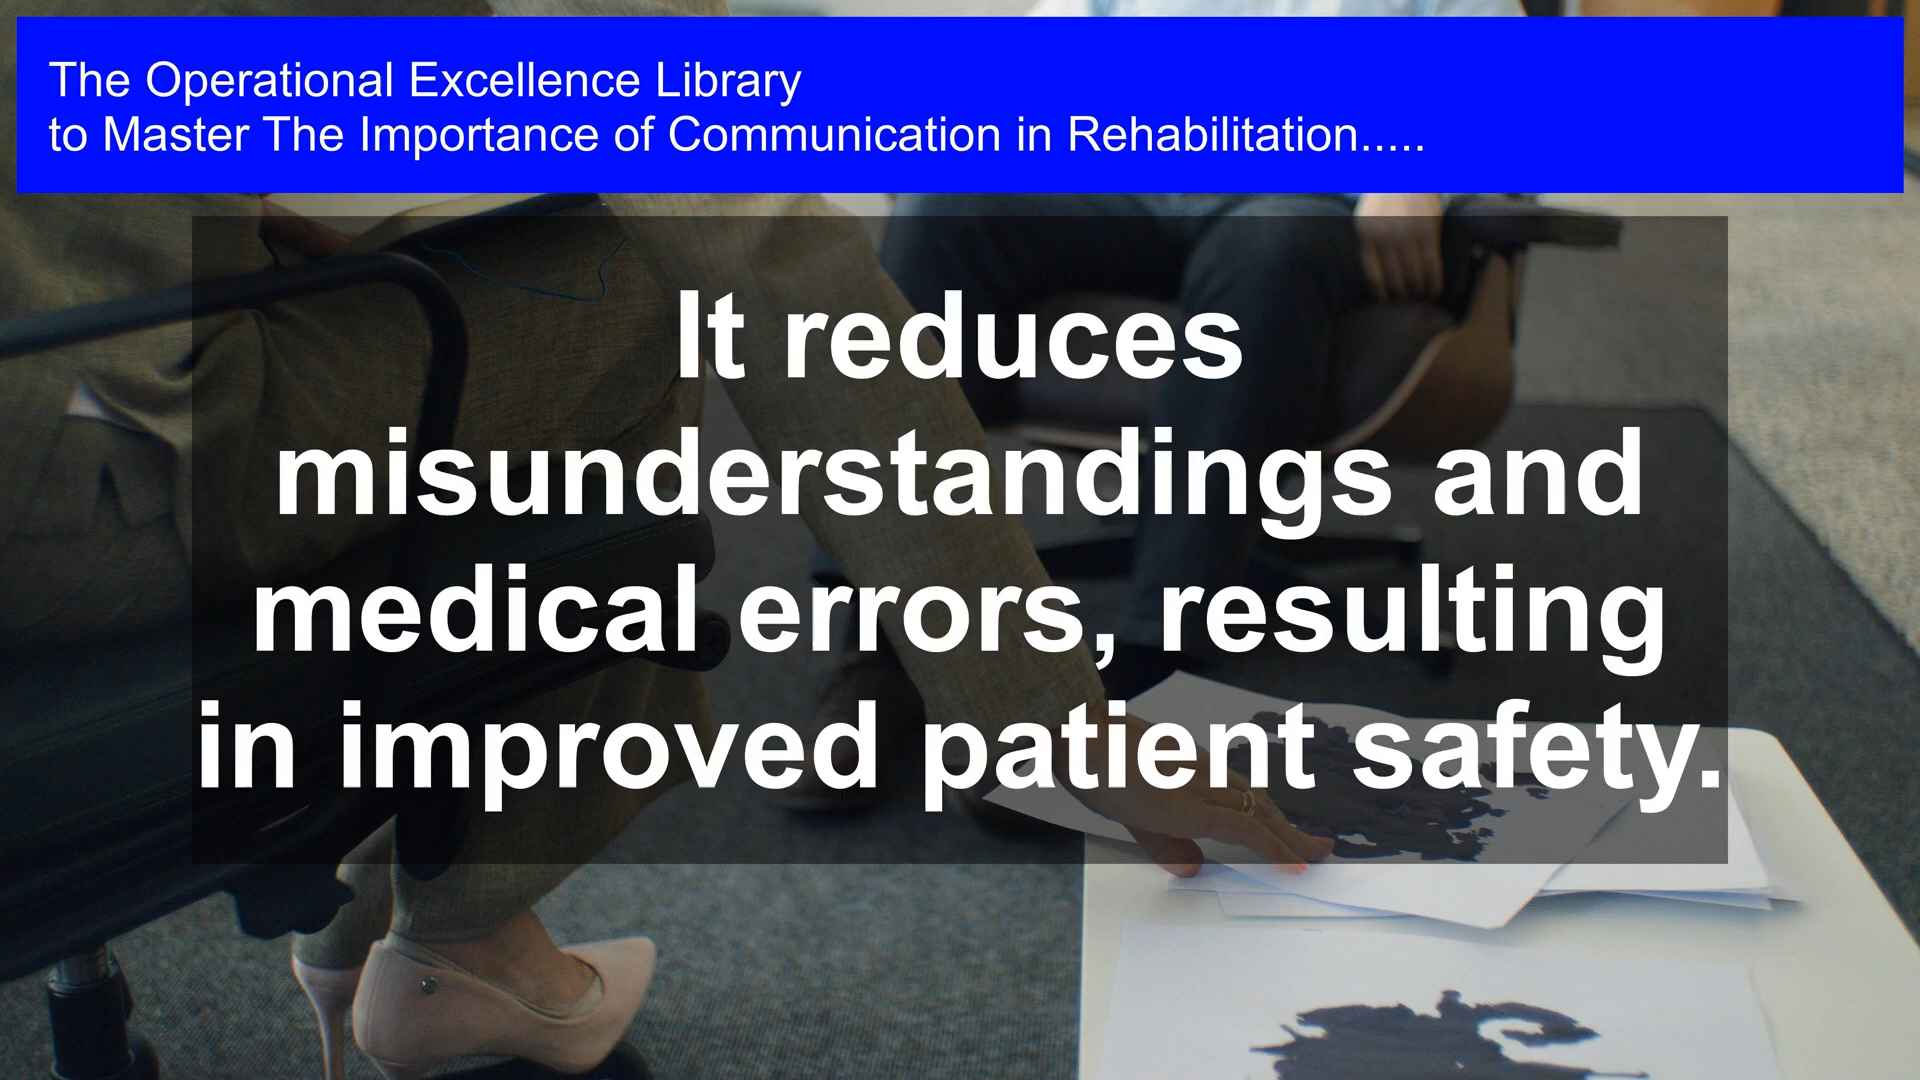 The Operational Excellence Library
to Master The Importance of Communication in Rehabilitation.....
It reduces
misunderstandings and
medical errors, resulting
in improved patient safety.